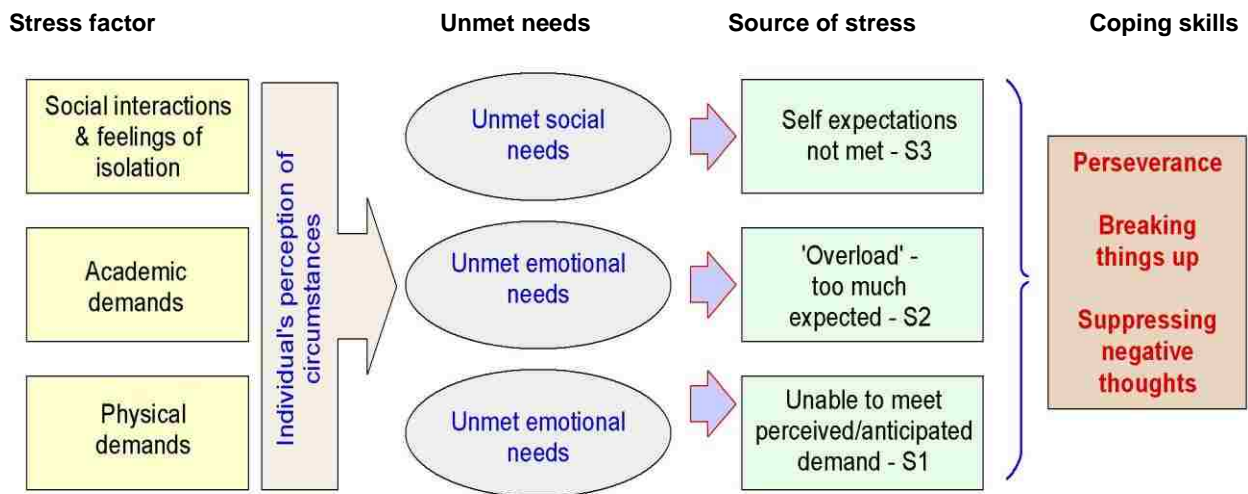 Stress factor
Unmet needs
Source of stress
Coping skills
Social interactions
& feelings of
isolation
Academic
demands
Physical
demands
Individual's perception of
circumstances
Unmet social
needs
Unmet emotional
needs
Unmet emotional
needs
Self expectations
not met - S3
'Overload' -
too much
expected - S2
Unable to meet
perceived/anticipated
demand - S1
Perseverance
Breaking
things up
Suppressing
negative
thoughts